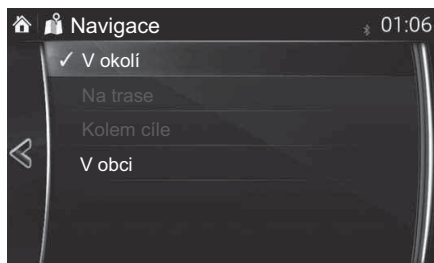 Navigace 01:06
V okolí
Na trase
Kolem cíle
V obci